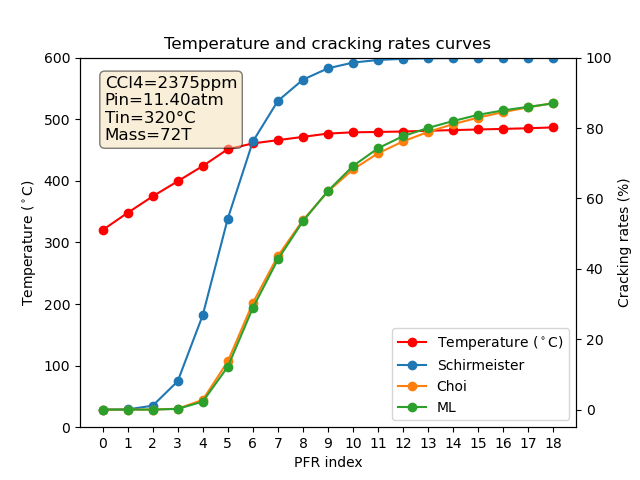 Temperature and cracking rates curves
CCl4=2375ppm
Pin=11.40atm
Tin=320°C
Mass=72T
Temperature (°C)
600
500
400
300
200
100
0
100
80
60
40
20
0
Cracking rates (%)
Temperature (°C)
Schirmeister
Choi
ML
0 1 2 3 4 5 6 7 8 9 10 11 12 13 14 15 16 17 18
PFR index